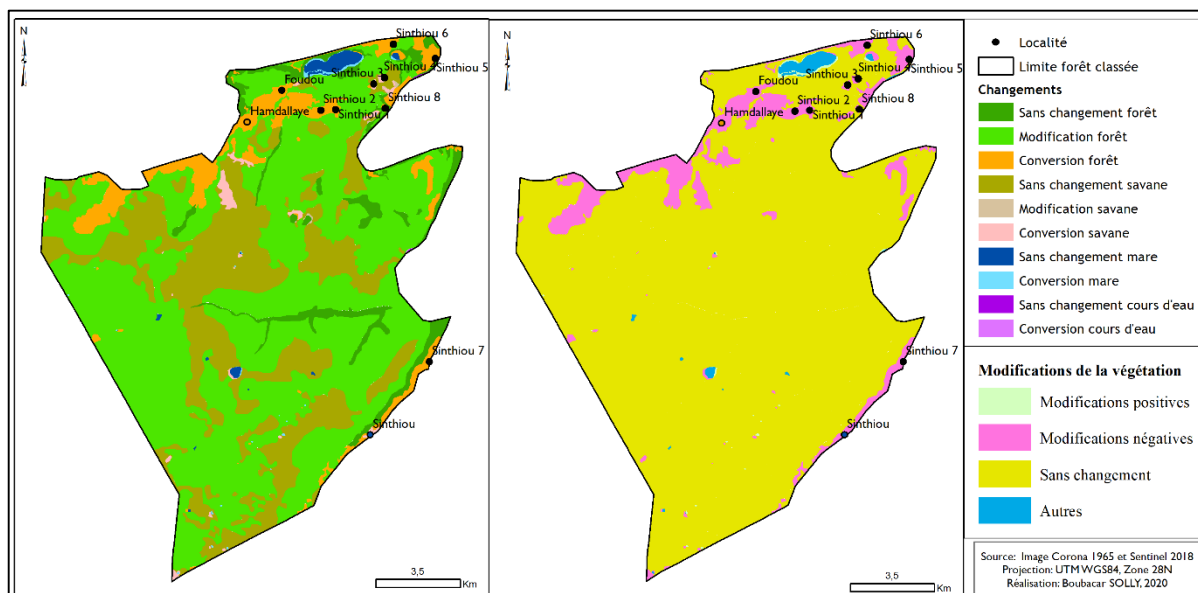 N
Sinthiou 6
Sinthiou 5
Sinthiou 4
Sinthiou 3
Foudou
Sinthiou 2
Sinthiou 8
Sinthiou 1
Hamdallaye
Sinthiou 7
Sinthiou
3,5
Km
N
Sinthiou 6
Sinthiou 5
Sinthiou 4
Sinthiou 3
Foudou
Sinthiou 2
Sinthiou 8
Sinthiou 1
Hamdallaye
Sinthiou 7
Sinthiou
3,5
Km
Localité
Limite forêt classée
Changements
Sans changement forêt
Modification forêt
Conversion forêt
Sans changement savane
Modification savane
Conversion savane
Sans changement mare
Conversion mare
Sans changement cours d'eau
Conversion cours d'eau
Modifications de la végétation
Modifications positives
Modifications négatives
Sans changement
Autres
Source: Image Corona 1965 et Sentinel 2018
Projection: UTM WGS84, Zone 28N
Réalisation: Boubacar SOLLY, 2020